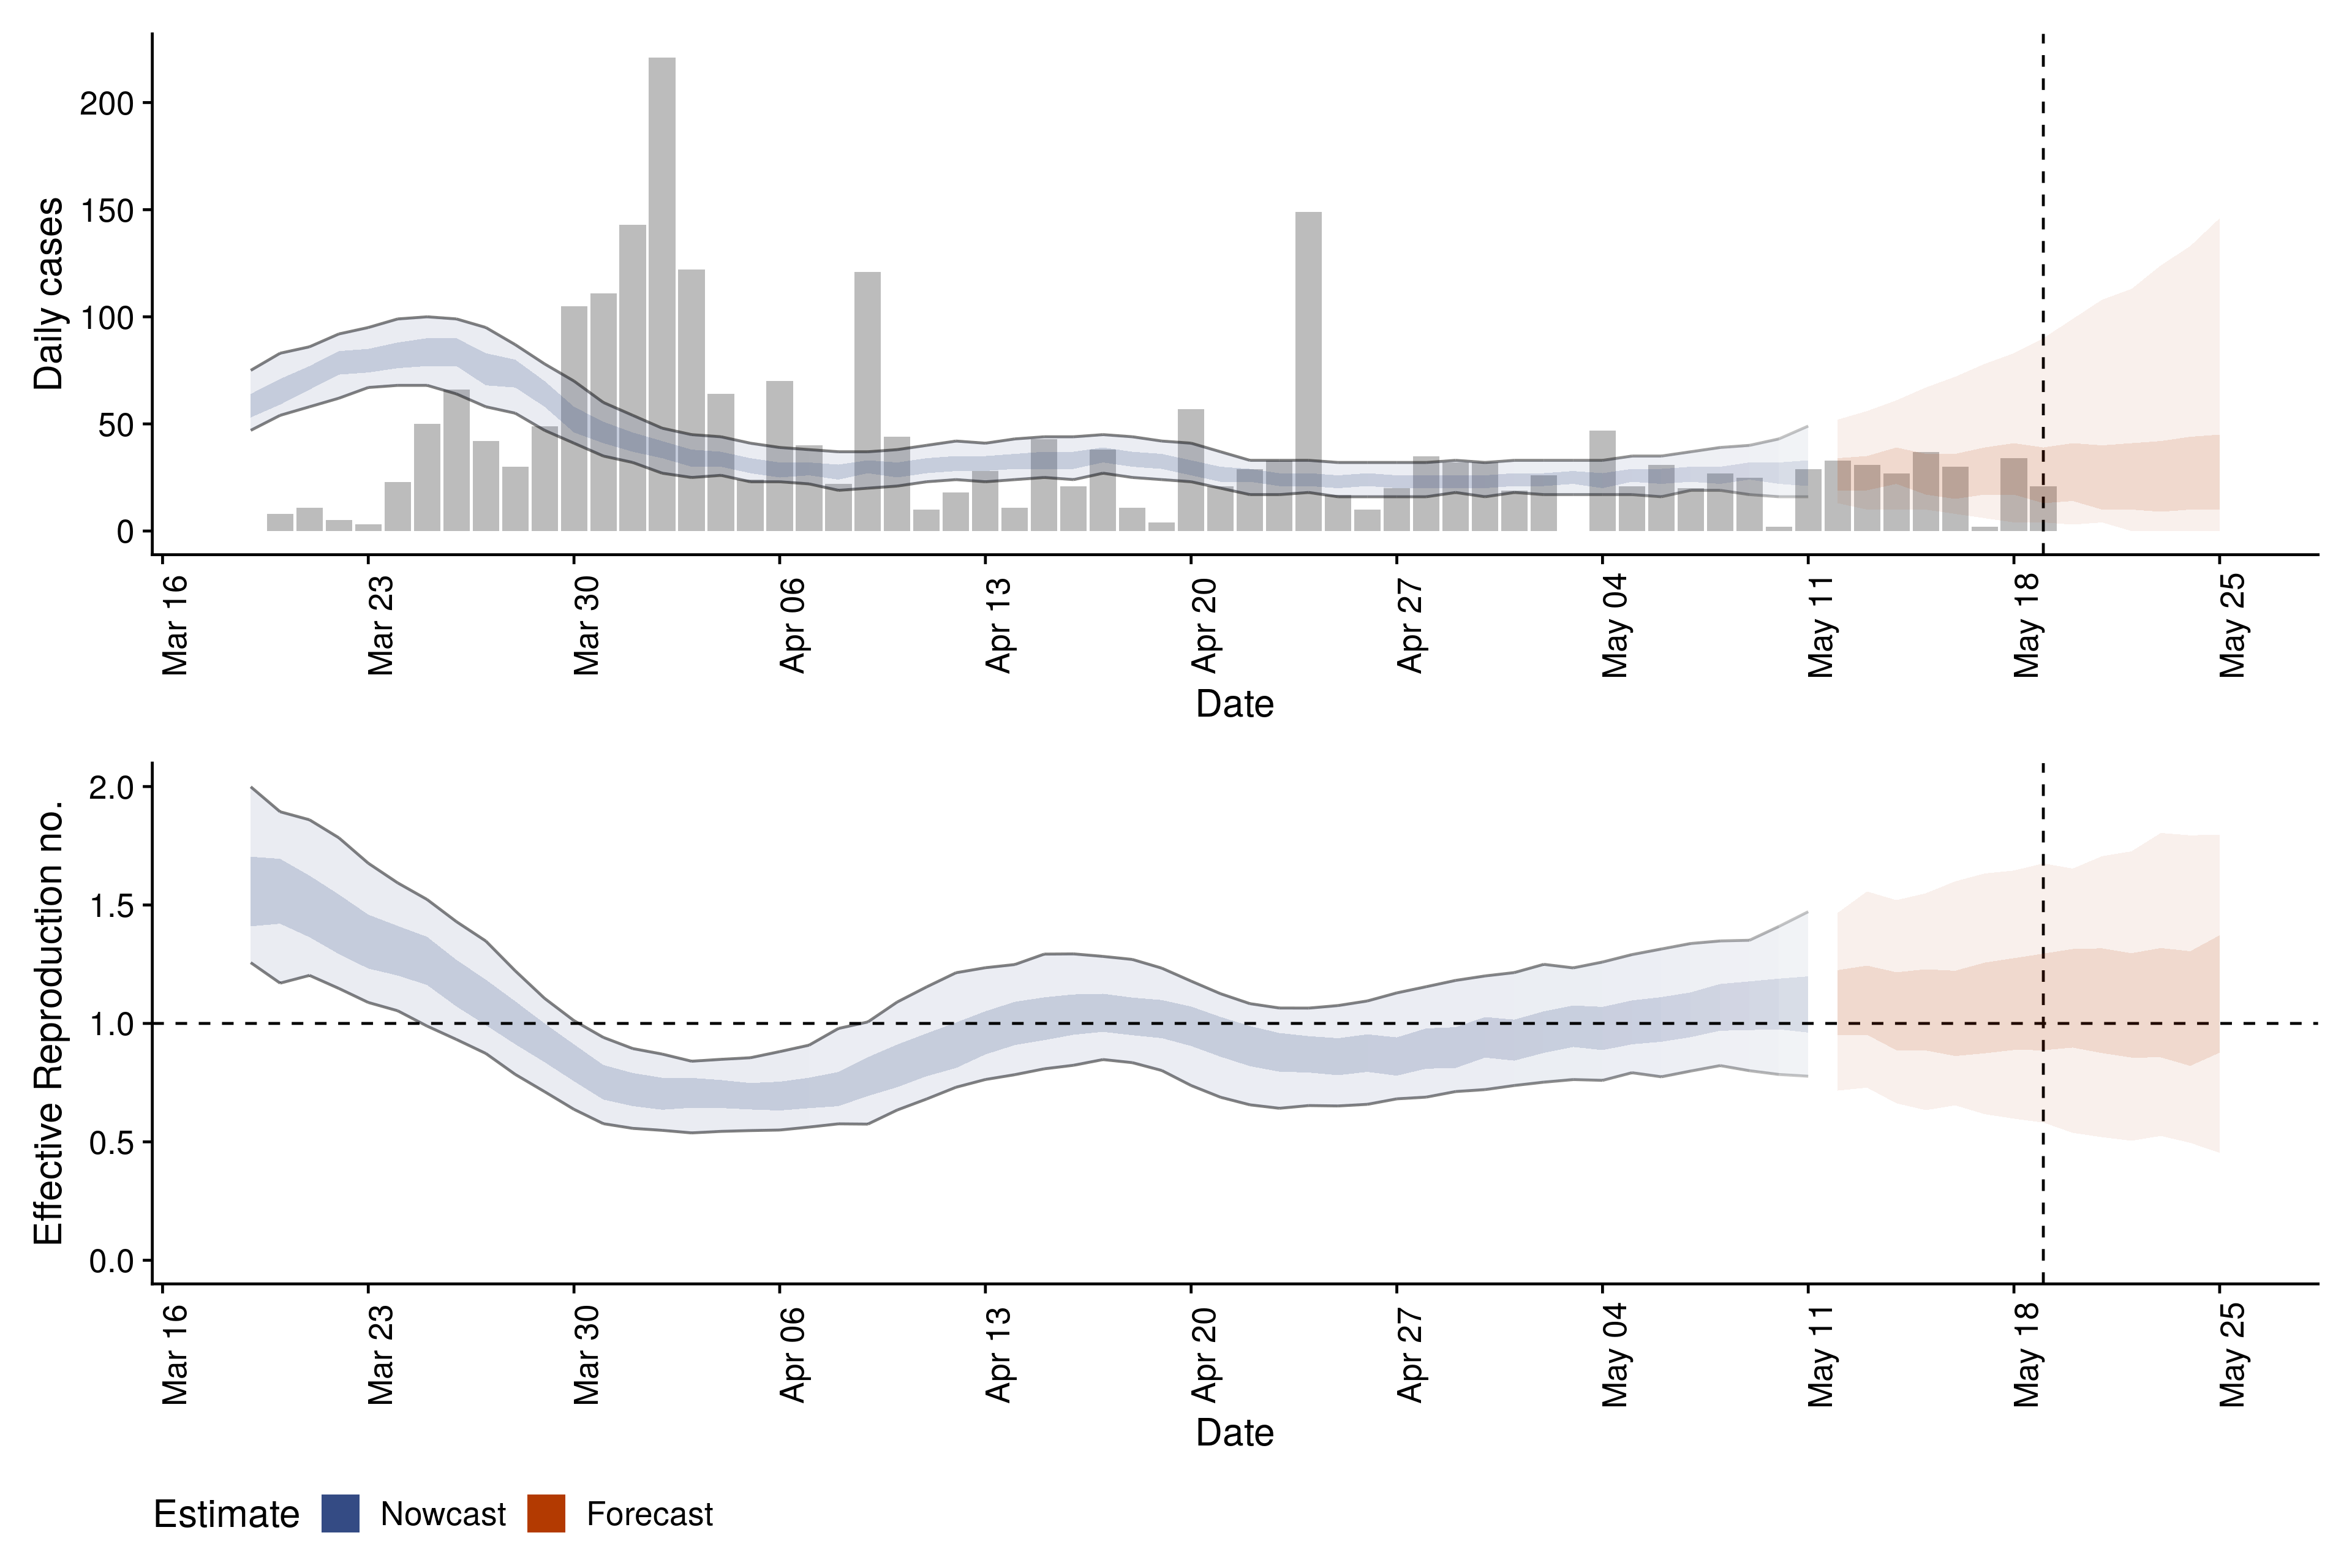 Daily cases
200
150
100
50
0
Mar 16 Mar 23 Mar 30 Apr 06 Apr 13 Apr 20 Apr 27 May 04 May 11 May 18 May 25
Date
Effective Reproduction no.
2.0
1.5
1.0
0.5
0.0
Mar 16 Mar 23 Mar 30 Apr 06 Apr 13 Apr 20 Apr 27 May 04 May 11 May 18 May 25
Date
Estimate Nowcast Forecast